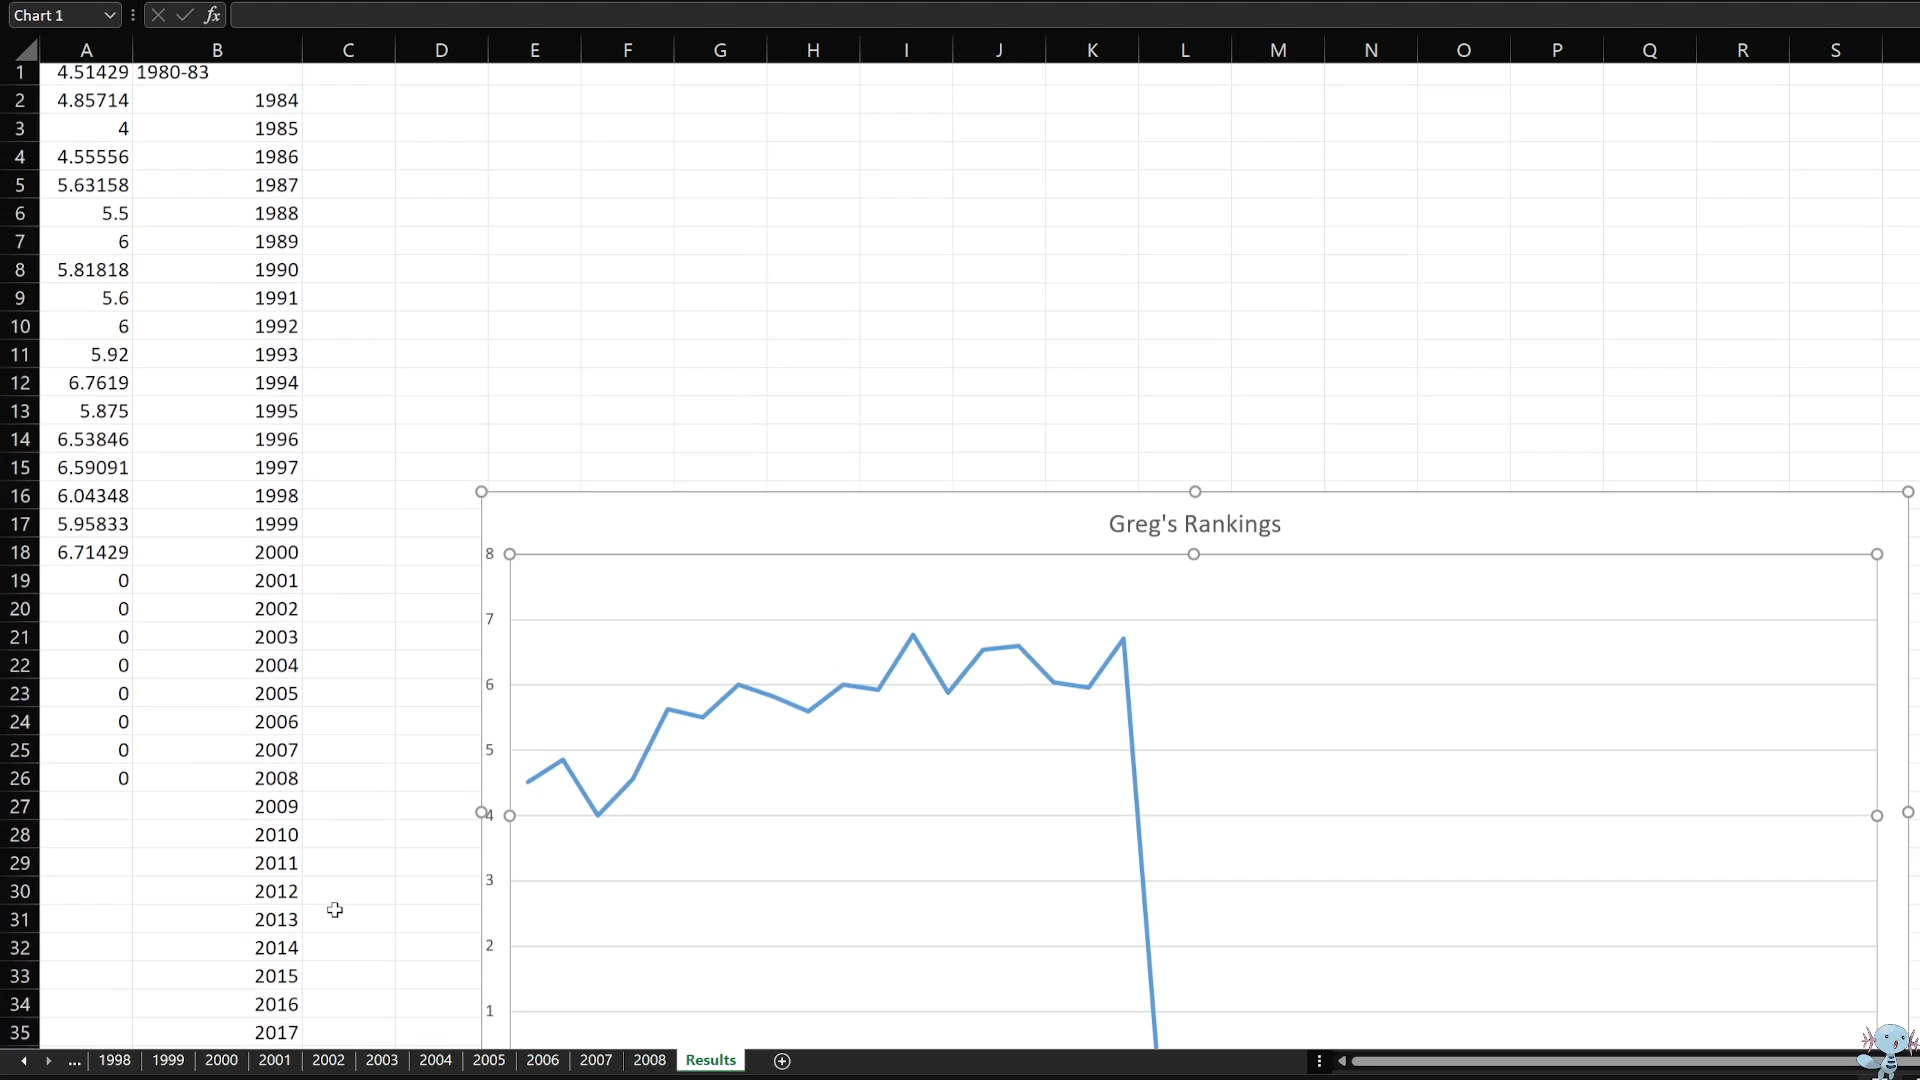 Chart 1
fx
A B C D E F G H I J K L M N O P Q R S
1 4.51429 1980-83
2 4.85714 1984
3 4 1985
4 4.55556 1986
5 5.63158 1987
6 5.5 1988
7 6 1989
8 5.81818 1990
9 5.6 1991
10 6 1992
11 5.92 1993
12 6.7619 1994
13 5.875 1995
14 6.53846 1996
15 6.59091 1997
16 6.04348 1998
17 5.95833 1999
18 6.71429 2000
19 0 2001
20 0 2002
21 0 2003
22 0 2004
23 0 2005
24 0 2006
25 0 2007
26 0 2008
27 2009
28 2010
29 2011
30 2012
31 2013
32 2014
33 2015
34 2016
35 2017
Greg's Rankings
8
7
6
5
4
3
2
1
... 1998 1999 2000 2001 2002 2003 2004 2005 2006 2007 2008 Results